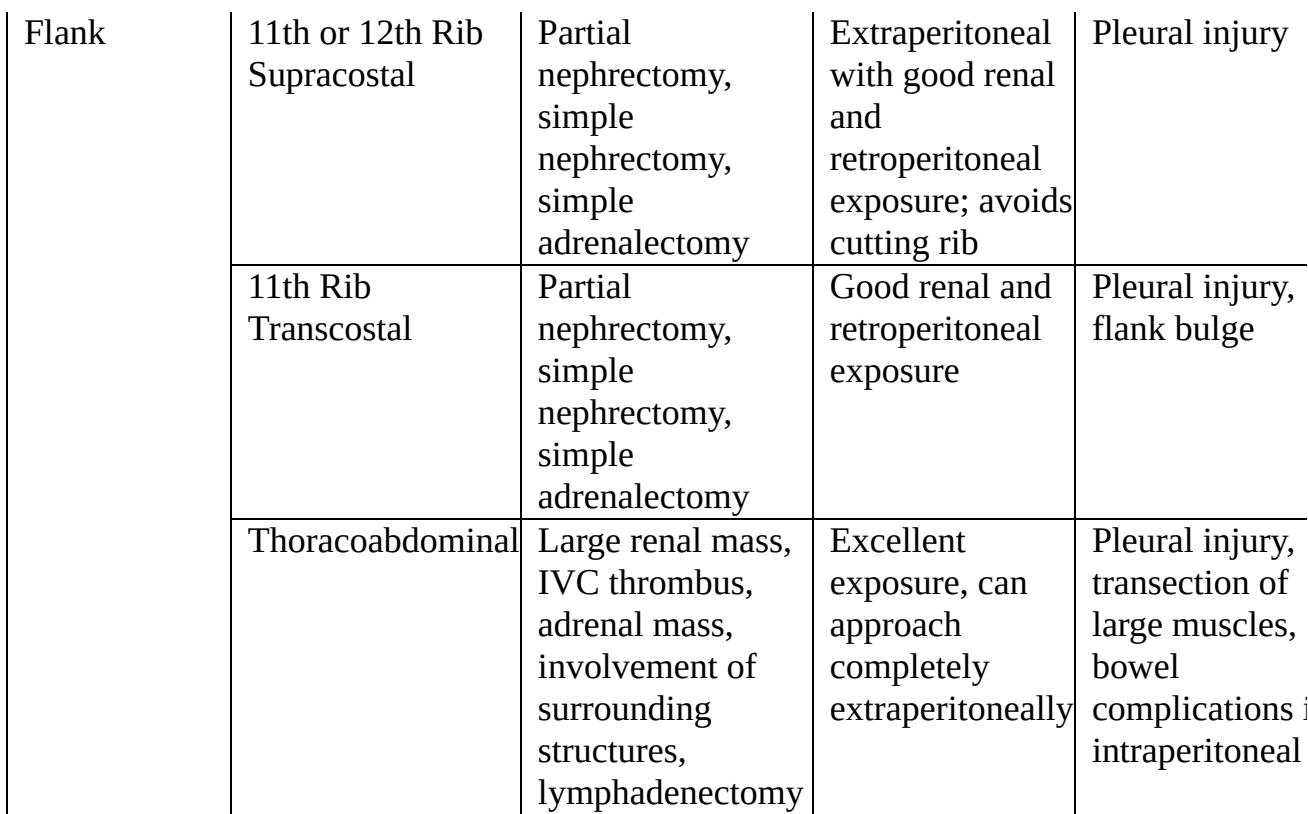 Flank
11th or 12th Rib
Supracostal
Partial
nephrectomy,
simple
nephrectomy,
simple
adrenalectomy
Extraperitoneal
with good renal
and
retroperitoneal
exposure; avoids
cutting rib
Pleural injury
11th Rib
Transcostal
Partial
nephrectomy,
simple
nephrectomy,
simple
adrenalectomy
Good renal and
retroperitoneal
exposure
Pleural injury,
flank bulge
Thoracoabdominal
Large renal mass,
IVC thrombus,
adrenal mass,
involvement of
surrounding
structures,
lymphadenectomy
Excellent
exposure, can
approach
completely
extraperitoneally
Pleural injury,
transection of
large muscles,
bowel
complications
intraperitoneal